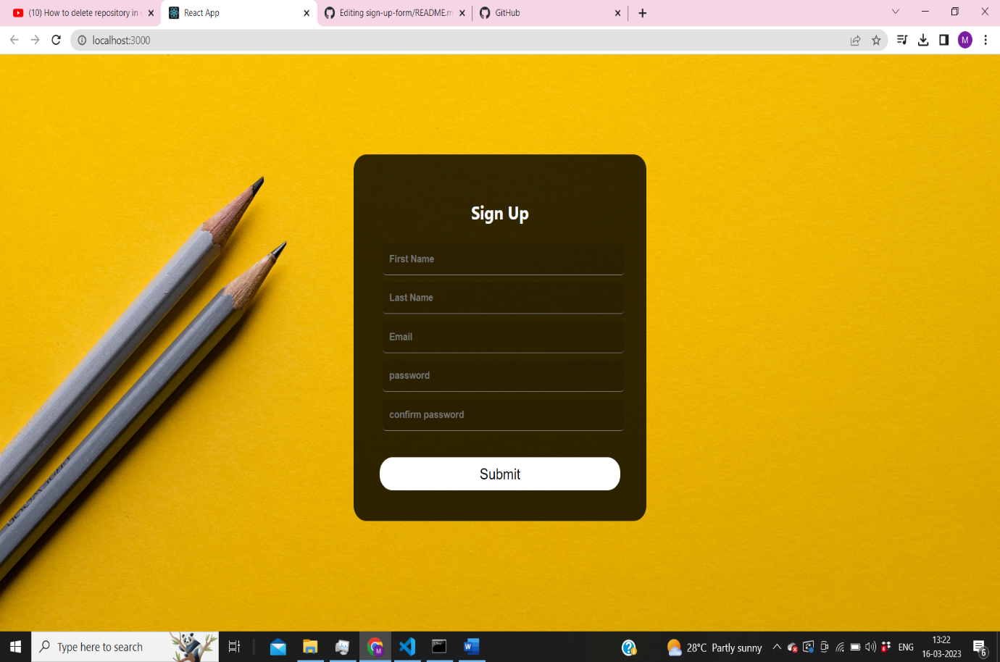 (10) How to delete repository in
React App
Editing sign-up-form/README.m
GitHub
localhost:3000
M
Sign Up
First Name
Last Name
Email
password
confirm password
Submit
Type here to search
28°C Partly sunny
ENG
13:22
16-03-2023
6